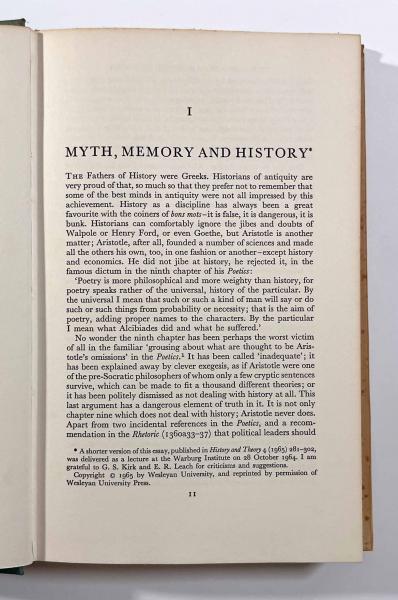 I
MYTH, MEMORY AND HISTORY*
THE Fathers of History were Greeks. Historians of antiquity are
very proud of that, so much so that they prefer not to remember that
some of the best minds in antiquity were not all impressed by this
achievement. History as a discipline has always been a great
favourite with the coiners of bons mots–it is false, it is dangerous, it is
bunk. Historians can comfortably ignore the jibes and doubts of
Walpole or Henry Ford, or even Goethe, but Aristotle is another
matter; Aristotle, after all, founded a number of sciences and made
all the others his own, too, in one fashion or another–except history
and economics. He did not jibe at history, he rejected it, in the
famous dictum in the ninth chapter of his Poetics:
'Poetry is more philosophical and more weighty than history, for
poetry speaks rather of the universal, history of the particular. By
the universal I mean that such or such a kind of man will say or do
such or such things from probability or necessity; that is the aim of
poetry, adding proper names to the characters. By the particular
I mean what Alcibiades did and what he suffered.'
No wonder the ninth chapter has been perhaps the worst victim
of all in the familiar 'grousing about what are thought to be Aris-
totle's omissions' in the Poetics.¹ It has been called 'inadequate'; it
has been explained away by clever exegesis, as if Aristotle were one
of the pre-Socratic philosophers of whom only a few cryptic sentences
survive, which can be made to fit a thousand different theories; or
it has been politely dismissed as not dealing with history at all. This
last argument has a dangerous element of truth in it. It is not only
chapter nine which does not deal with history; Aristotle never does.
Apart from two incidental references in the Poetics, and a recom-
mendation in the Rhetoric (1360a33–37) that political leaders should
* A shorter version of this essay, published in History and Theory 4 (1965) 281–302,
was delivered as a lecture at the Warburg Institute on 28 October 1964. I am
grateful to G. S. Kirk and E. R. Leach for criticisms and suggestions.
Copyright © 1965 by Wesleyan University, and reprinted by permission of
Wesleyan University Press.
11